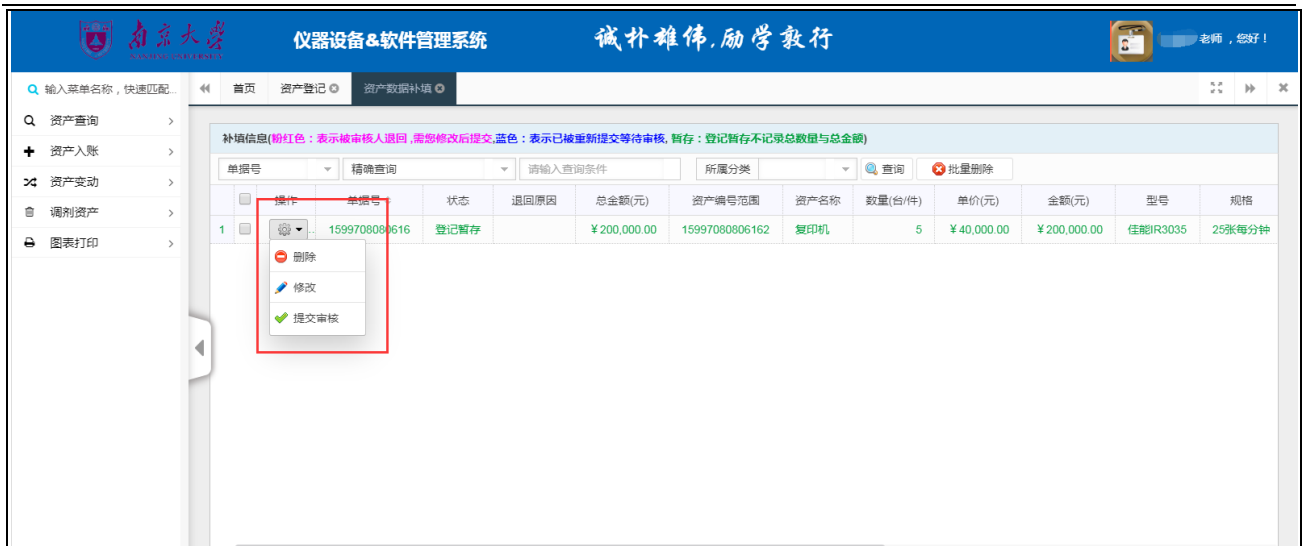 南京大学
NANJING UNIVERSITY
仪器设备&软件管理系统
诚朴雄伟,励学敦行
老师，您好！
输入菜单名称，快速匹配...
首页
资产登记
资产数据补填
资产查询
资产入账
资产变动
调剂资产
图表打印
补填信息(粉红色：表示被审核人退回,需您修改后提交,蓝色：表示已被重新提交等待审核, 暂存：登记暂存不记录总数量与总金额)
单据号 精确查询 请输入查询条件 所属分类 查询 批量删除
操作 单据号 状态 退回原因 总金额(元) 资产编号范围 资产名称 数量(台/件) 单价(元) 金额(元) 型号 规格
1 ... 1599708080616 登记暂存 ¥200,000.00 15997080806162 复印机 5 ¥40,000.00 ¥200,000.00 佳能IR3035 25张每分钟
删除
修改
提交审核